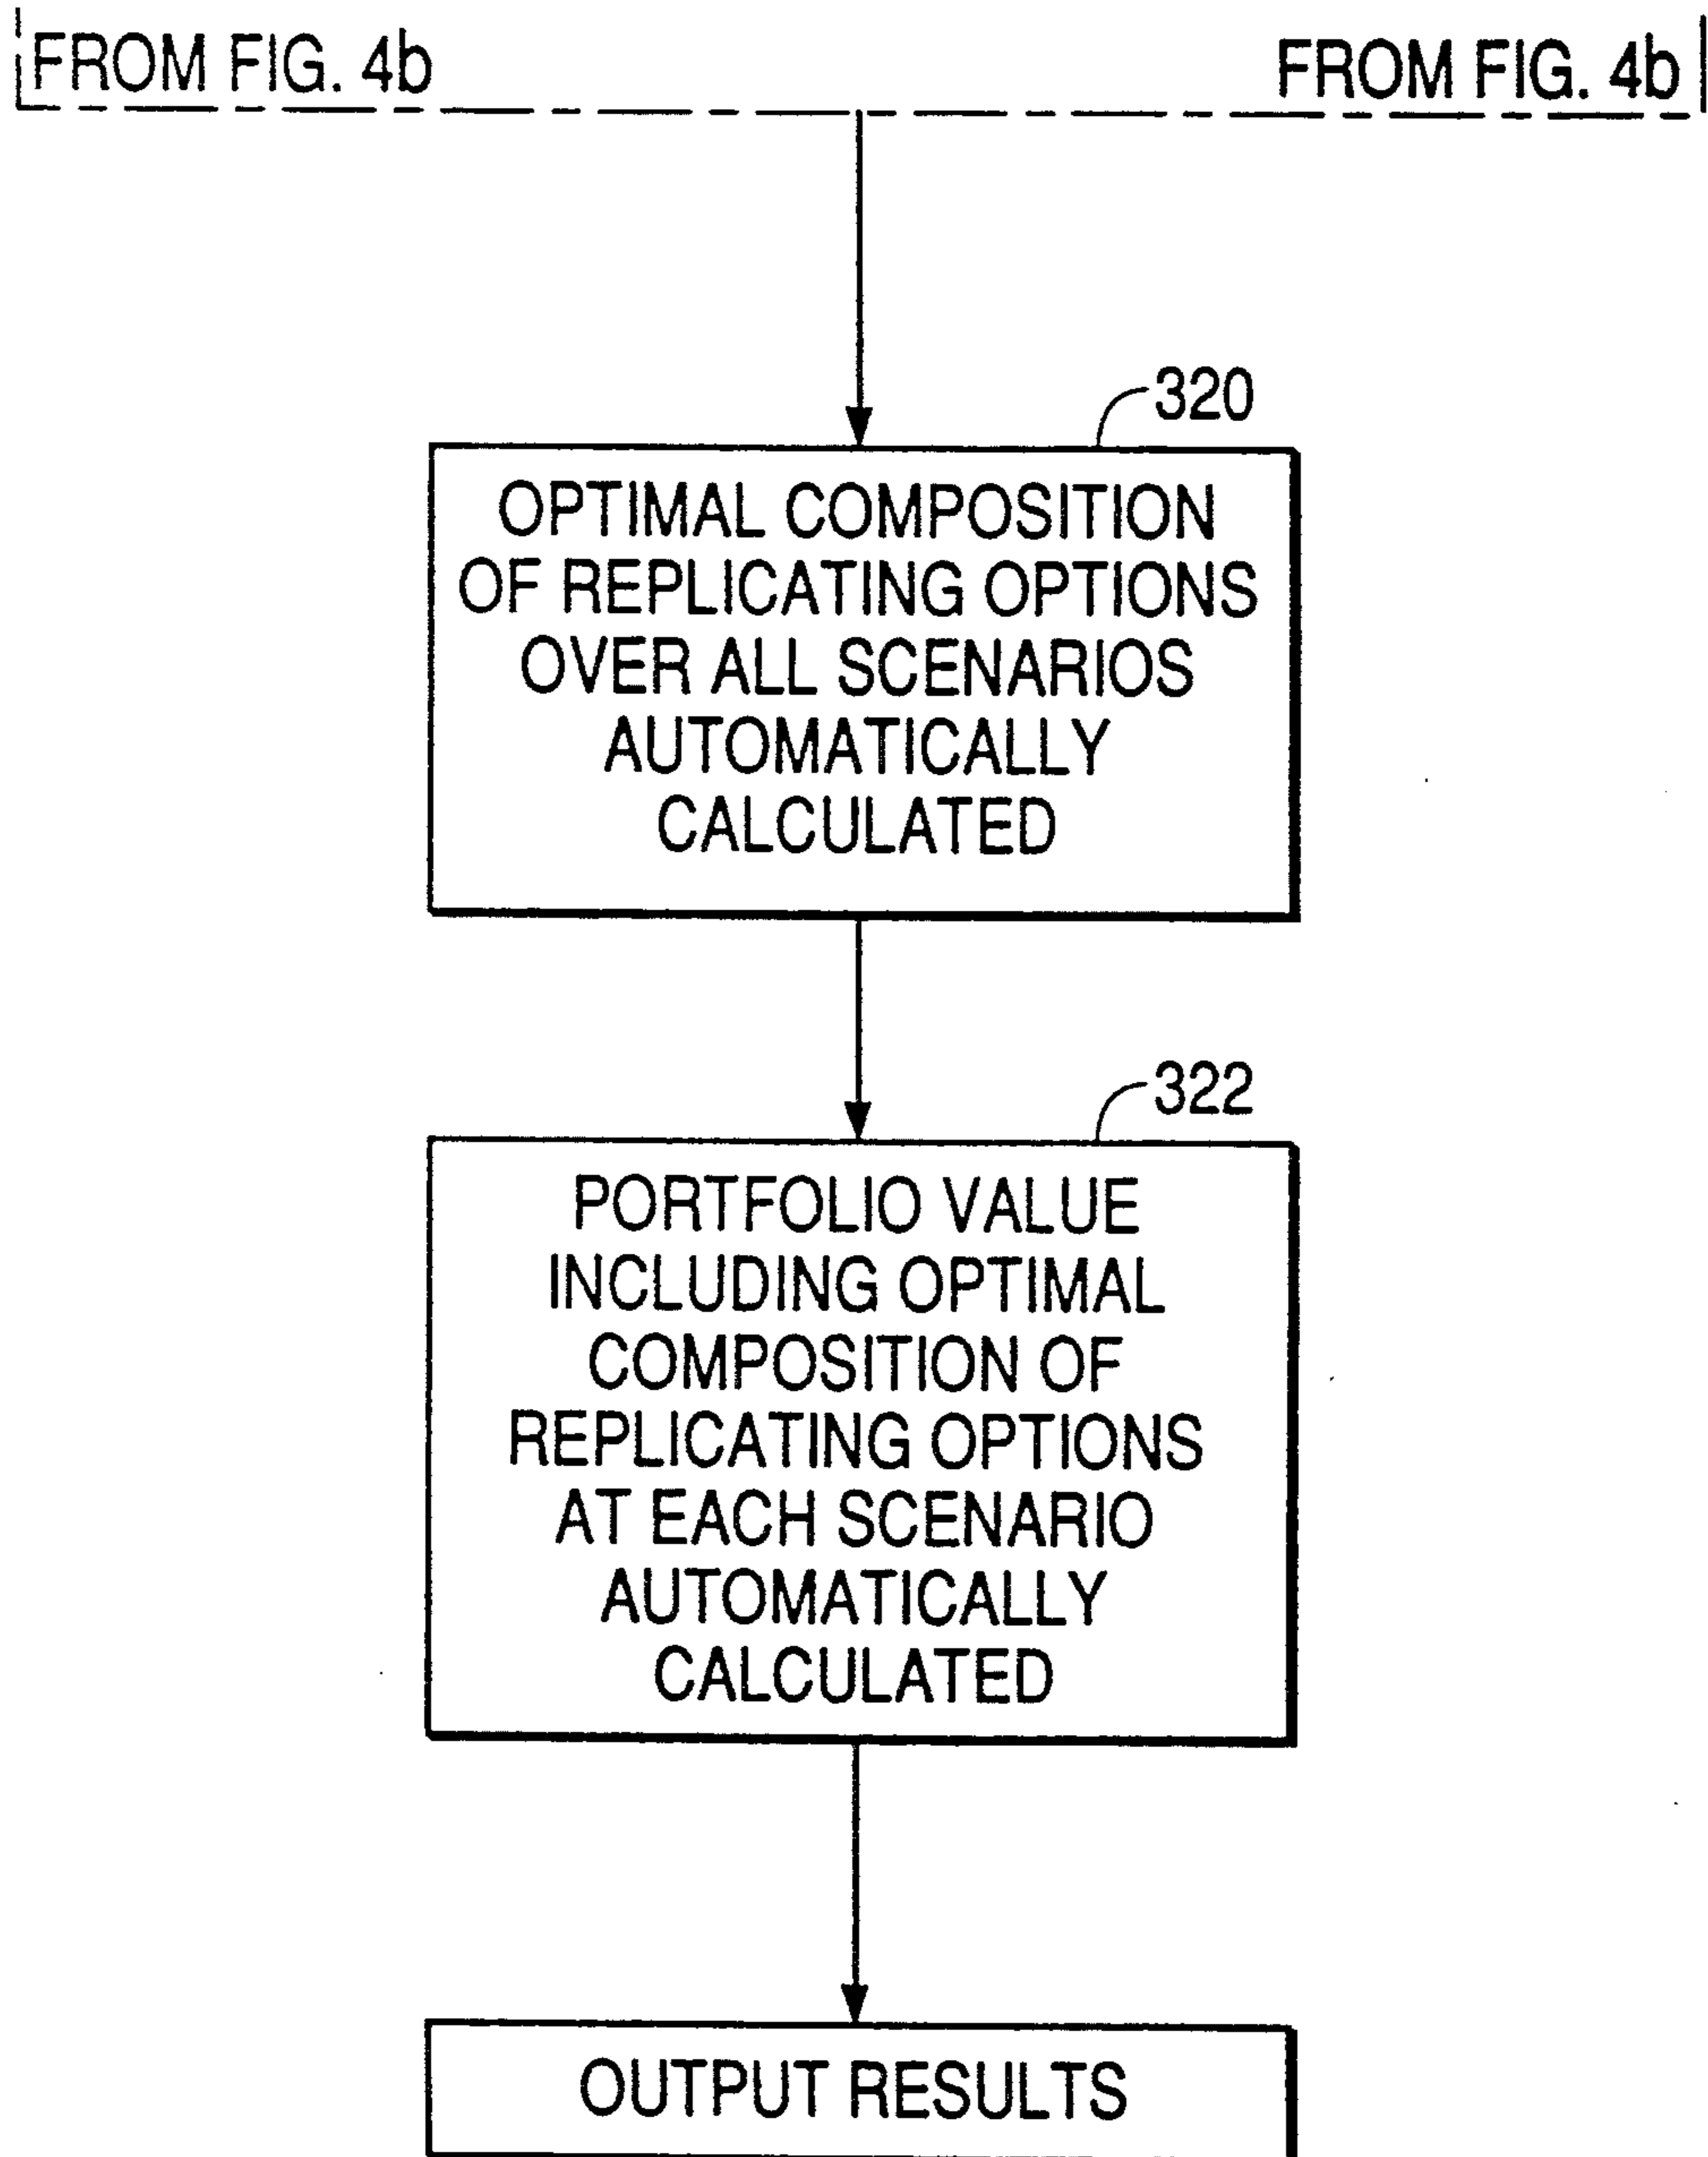 FROM FIG. 4b
FROM FIG. 4b
320
OPTIMAL COMPOSITION
OF REPLICATING OPTIONS
OVER ALL SCENARIOS
AUTOMATICALLY
CALCULATED
322
PORTFOLIO VALUE
INCLUDING OPTIMAL
COMPOSITION OF
REPLICATING OPTIONS
AT EACH SCENARIO
AUTOMATICALLY
CALCULATED
OUTPUT RESULTS